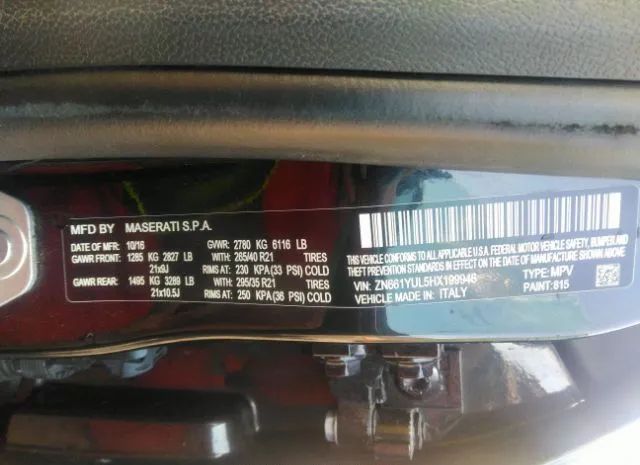 MFD BY MASERATI S.P.A.
DATE OF MFD 10/16 GVWR: 2780 KG 6116 LB
GAWR FRONT: 1285 KG 2827 LB WITH 285/40 R21 TIRES
21x9J RIMS AT 230 KPA (33 PSI) COLD
GAWR REAR: 1495 KG 3289 LB WITH 295/35 R21 TIRES
21x10.5J RIMS AT 250 KPA (36 PSI) COLD
THIS VEHICLE CONFORMS TO ALL APPLICABLE U.S. FEDERAL MOTOR VEHICLE SAFETY, BUMPER AND
THEFT PREVENTION STANDARDS IN EFFECT ON THE DATE OF MANUFACTURE SHOWN ABOVE
VIN: ZN661YUL5HX199946 TYPE: MPV
VEHICLE MADE IN: ITALY PAINT: 815